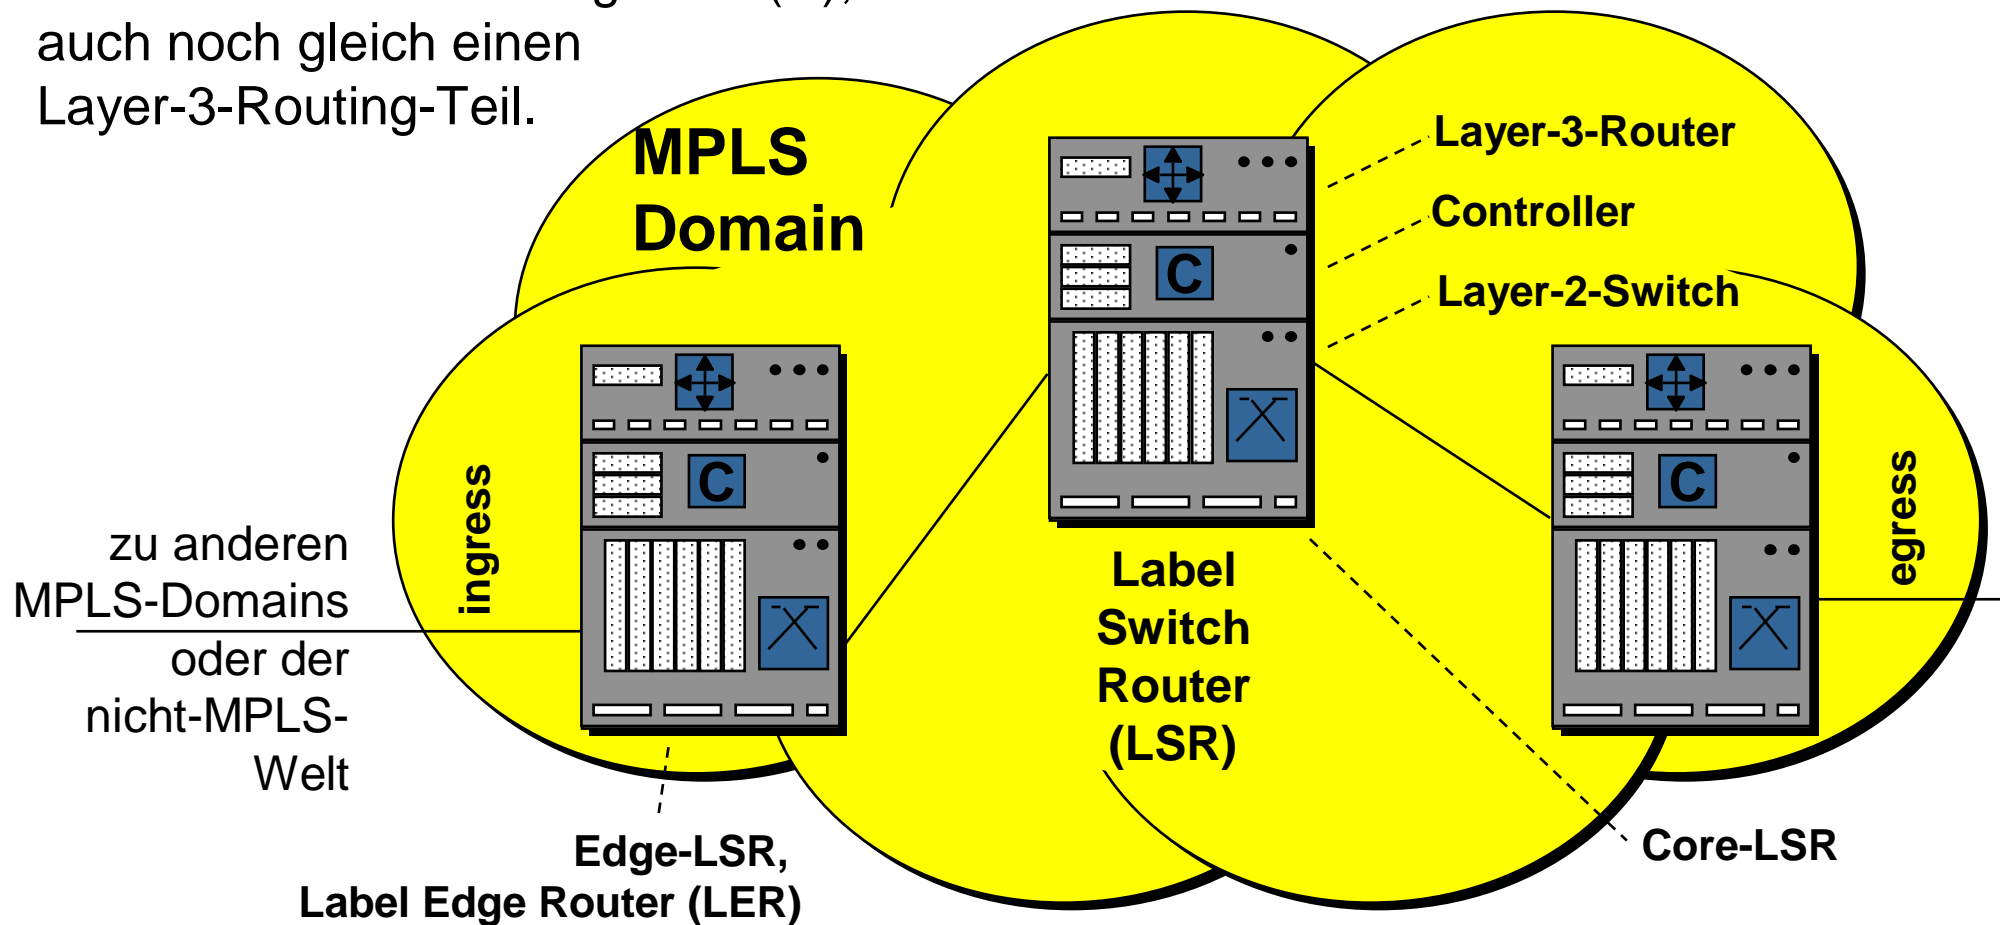 auch noch gleich einen
Layer-3-Routing-Teil.
MPLS
Domain
Layer-3-Router
Controller
Layer-2-Switch
C
C
C
ingress
egress
zu anderen
MPLS-Domains
oder der
nicht-MPLS-
Welt
Label
Switch
Router
(LSR)
Edge-LSR,
Label Edge Router (LER)
Core-LSR